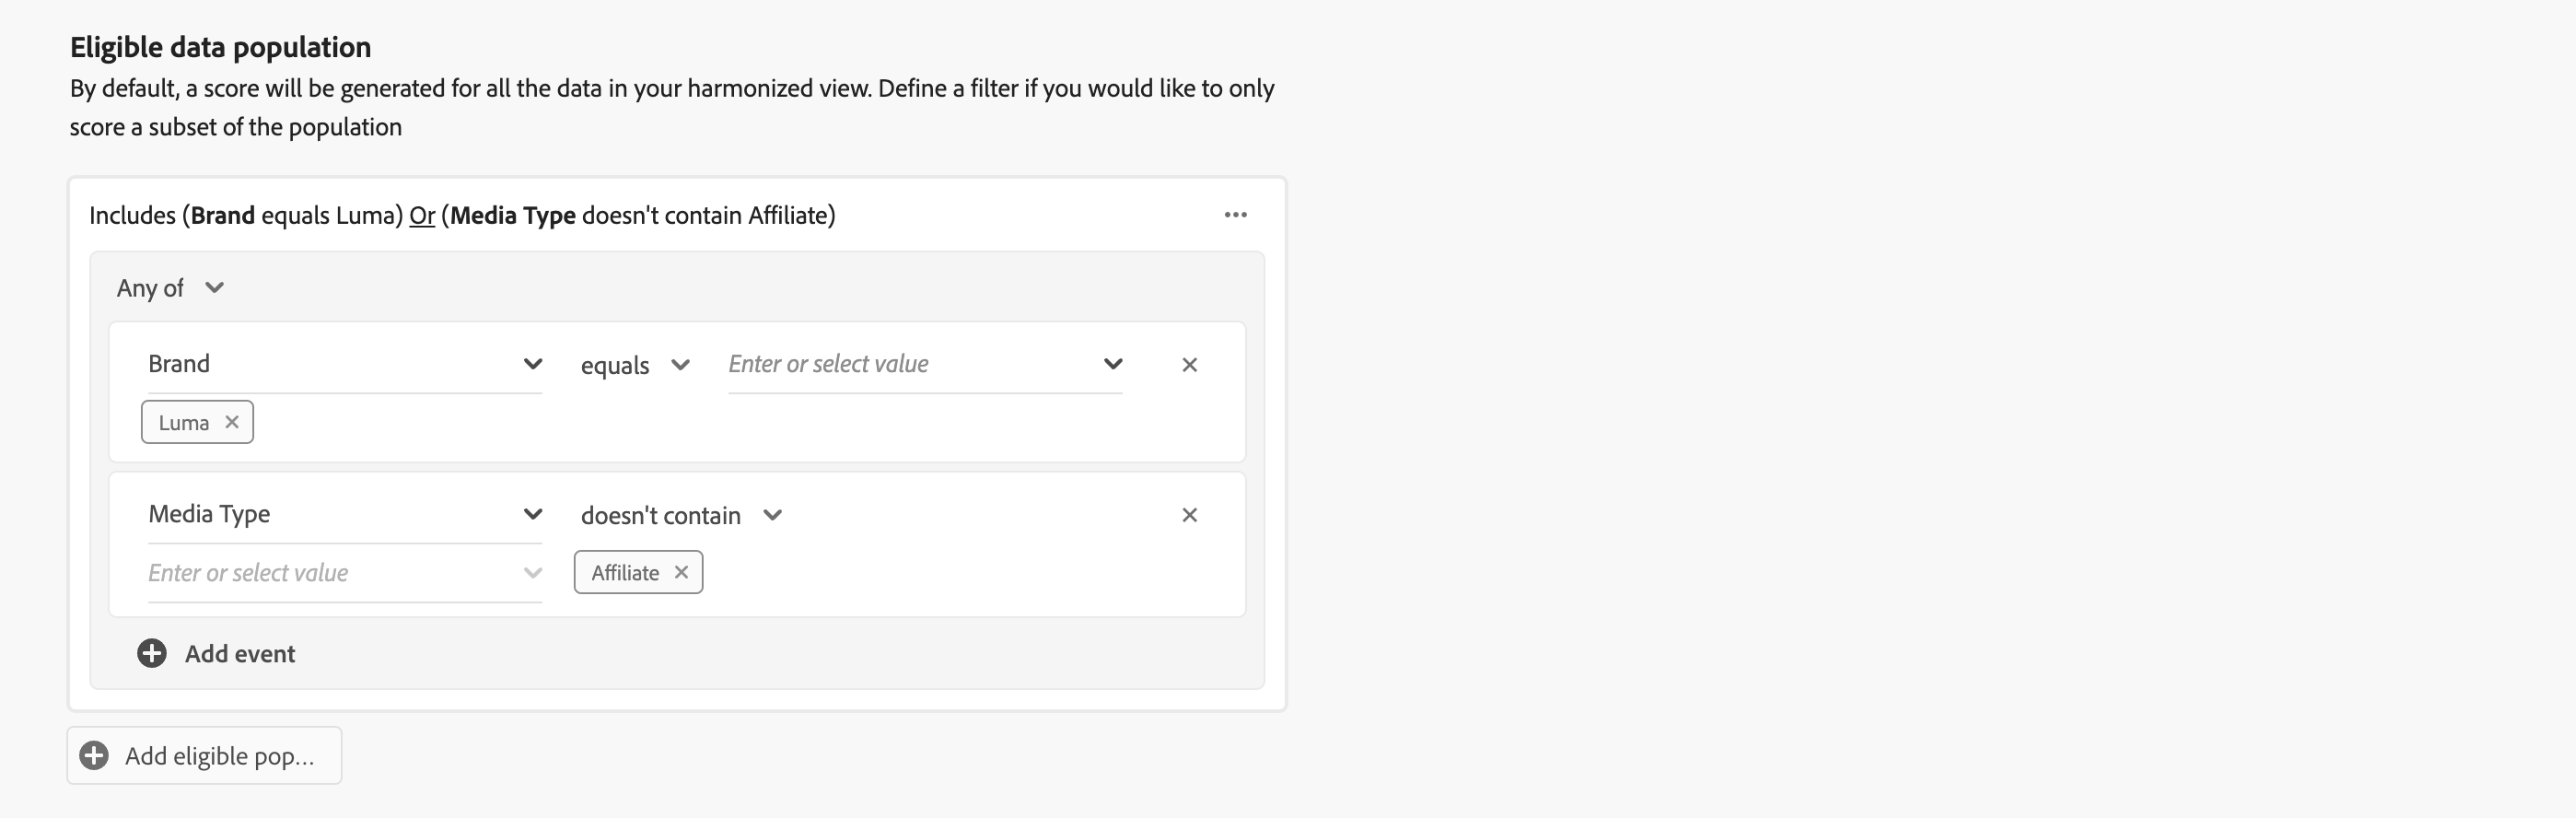 Eligible data population
By default, a score will be generated for all the data in your harmonized view. Define a filter if you would like to only
score a subset of the population
Includes (Brand equals Luma) Or (Media Type doesn't contain Affiliate)
Any of
Brand equals Enter or select value
Luma
Media Type doesn't contain
Enter or select value Affiliate
Add event
Add eligible pop...